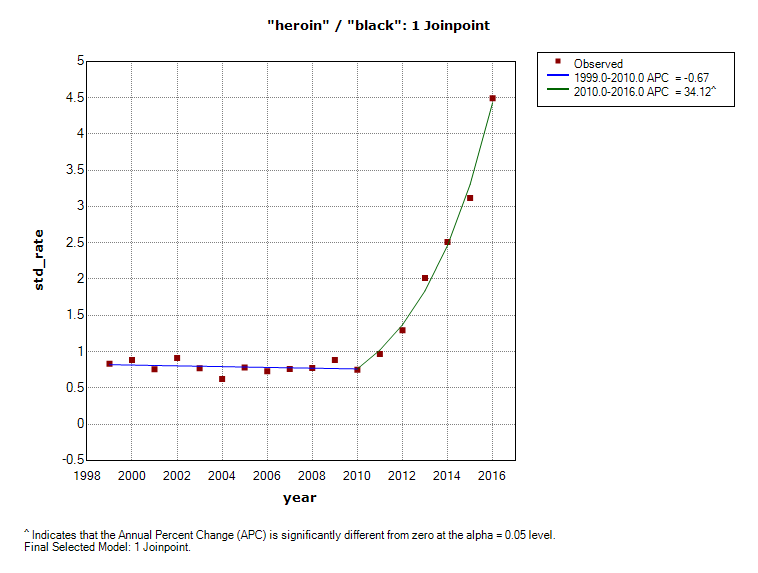 "heroin" / "black": 1 Joinpoint
Observed
1999.0-2010.0 APC = -0.67
2010.0-2016.0 APC = 34.12^
5
4.5
4
3.5
3
2.5
2
1.5
1
0.5
0
-0.5
std_rate
1998 2000 2002 2004 2006 2008 2010 2012 2014 2016
year
^ Indicates that the Annual Percent Change (APC) is significantly different from zero at the alpha = 0.05 level.
Final Selected Model: 1 Joinpoint.